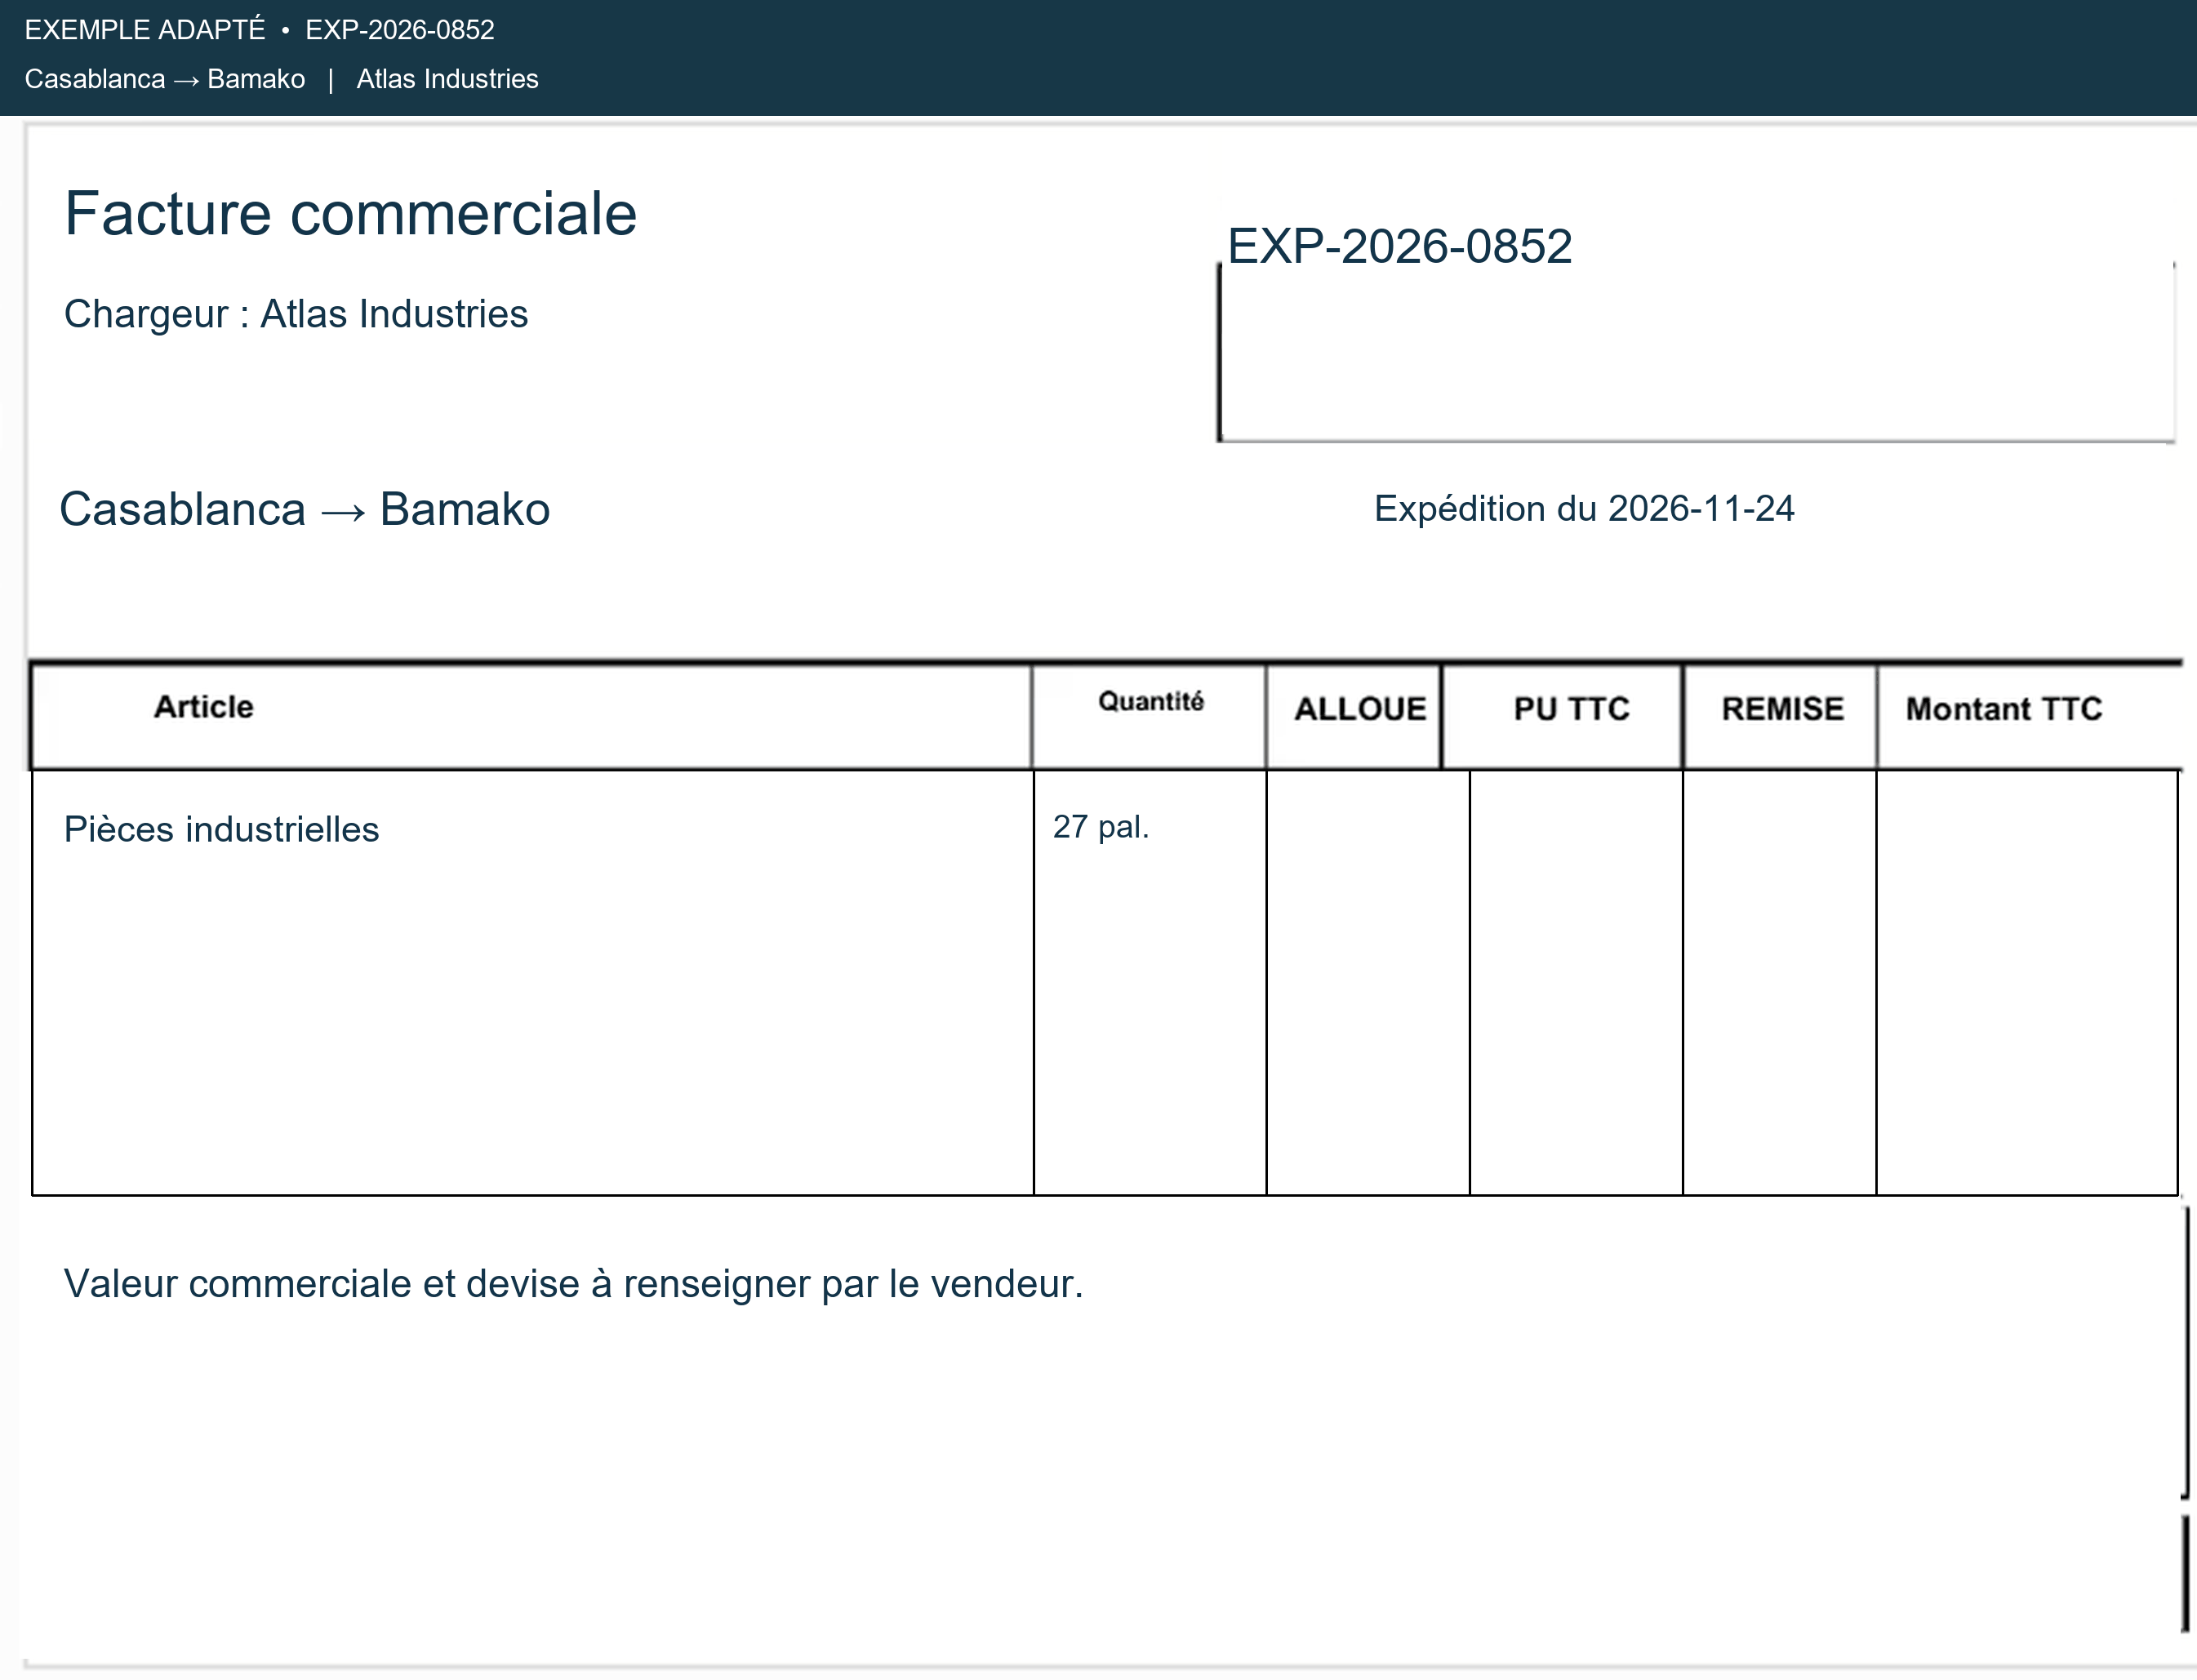 EXEMPLE ADAPTÉ • EXP-2026-0852
Casablanca → Bamako | Atlas Industries
Facture commerciale
EXP-2026-0852
Chargeur : Atlas Industries
Casablanca → Bamako
Expédition du 2026-11-24
Article Quantité ALLOUE PU TTC REMISE Montant TTC
Pièces industrielles 27 pal.
Valeur commerciale et devise à renseigner par le vendeur.